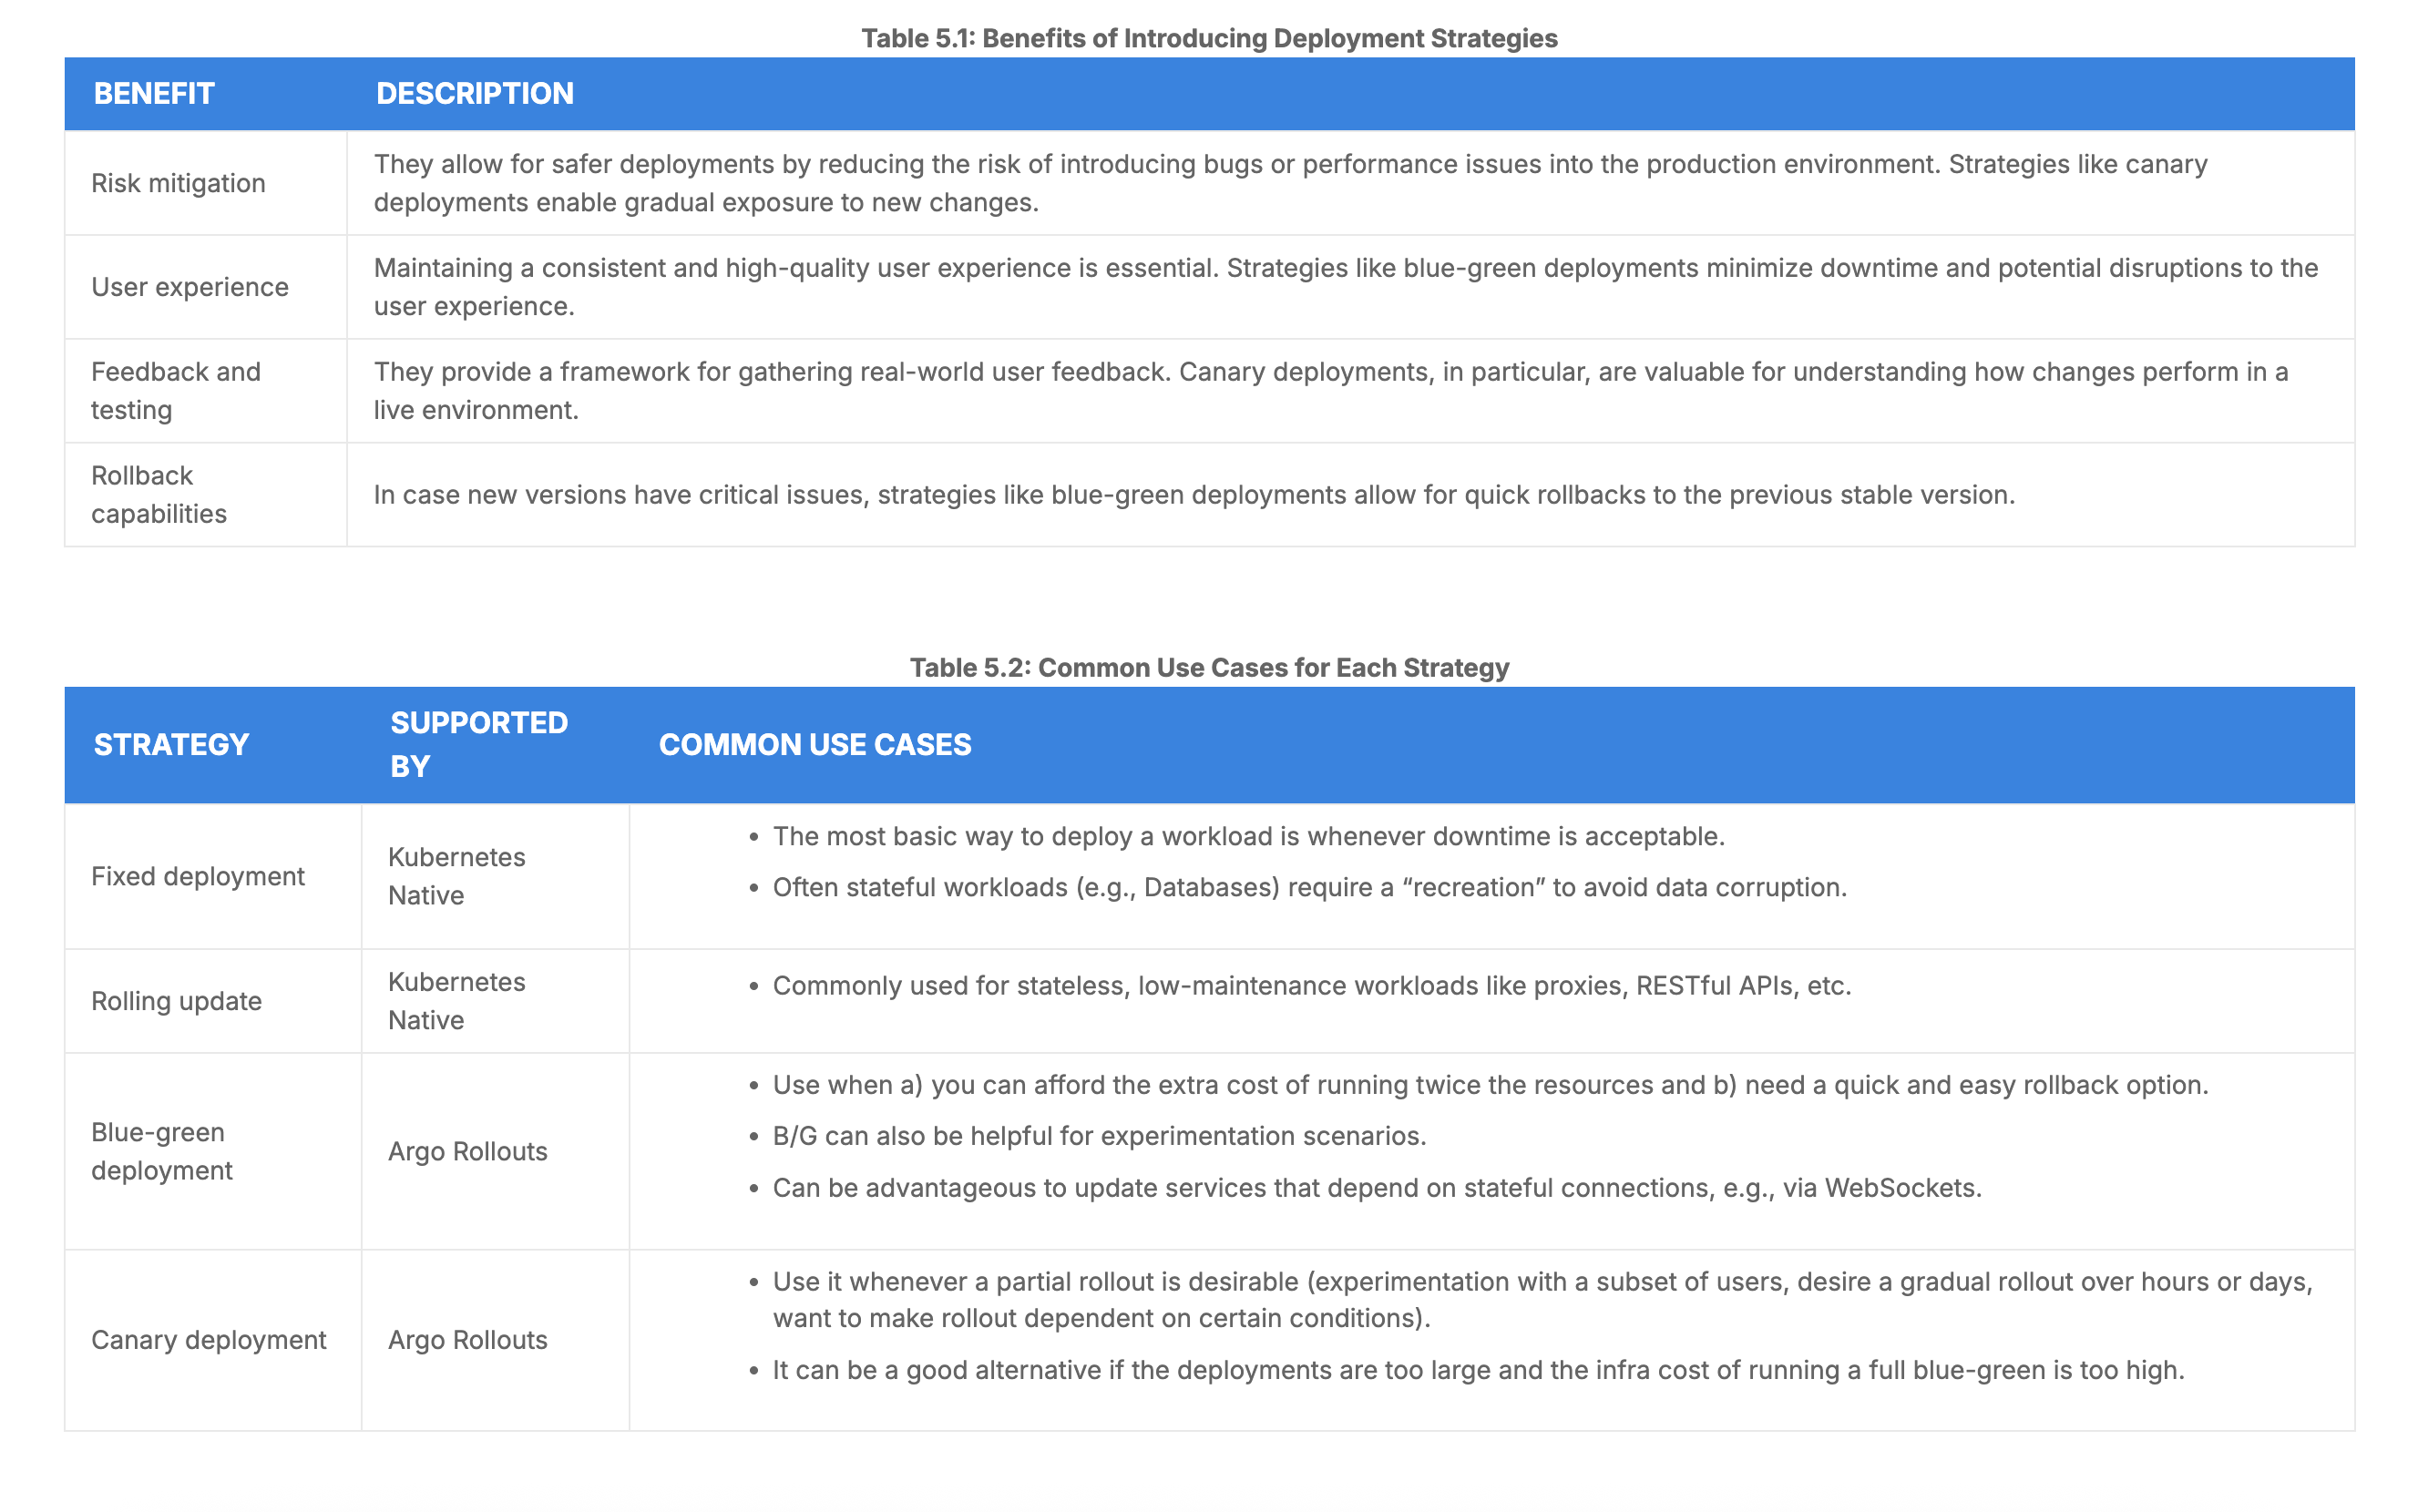 Table 5.1: Benefits of Introducing Deployment Strategies
BENEFIT
DESCRIPTION
Risk mitigation
They allow for safer deployments by reducing the risk of introducing bugs or performance issues into the production environment. Strategies like canary
deployments enable gradual exposure to new changes.
User experience
Maintaining a consistent and high-quality user experience is essential. Strategies like blue-green deployments minimize downtime and potential disruptions to the
user experience.
Feedback and
testing
They provide a framework for gathering real-world user feedback. Canary deployments, in particular, are valuable for understanding how changes perform in a
live environment.
Rollback
capabilities
In case new versions have critical issues, strategies like blue-green deployments allow for quick rollbacks to the previous stable version.
Table 5.2: Common Use Cases for Each Strategy
STRATEGY
SUPPORTED
BY
COMMON USE CASES
Fixed deployment
Kubernetes
Native
• The most basic way to deploy a workload is whenever downtime is acceptable.
• Often stateful workloads (e.g., Databases) require a “recreation” to avoid data corruption.
Rolling update
Kubernetes
Native
• Commonly used for stateless, low-maintenance workloads like proxies, RESTful APIs, etc.
Blue-green
deployment
Argo Rollouts
• Use when a) you can afford the extra cost of running twice the resources and b) need a quick and easy rollback option.
• B/G can also be helpful for experimentation scenarios.
• Can be advantageous to update services that depend on stateful connections, e.g., via WebSockets.
Canary deployment
Argo Rollouts
• Use it whenever a partial rollout is desirable (experimentation with a subset of users, desire a gradual rollout over hours or days,
want to make rollout dependent on certain conditions).
• It can be a good alternative if the deployments are too large and the infra cost of running a full blue-green is too high.